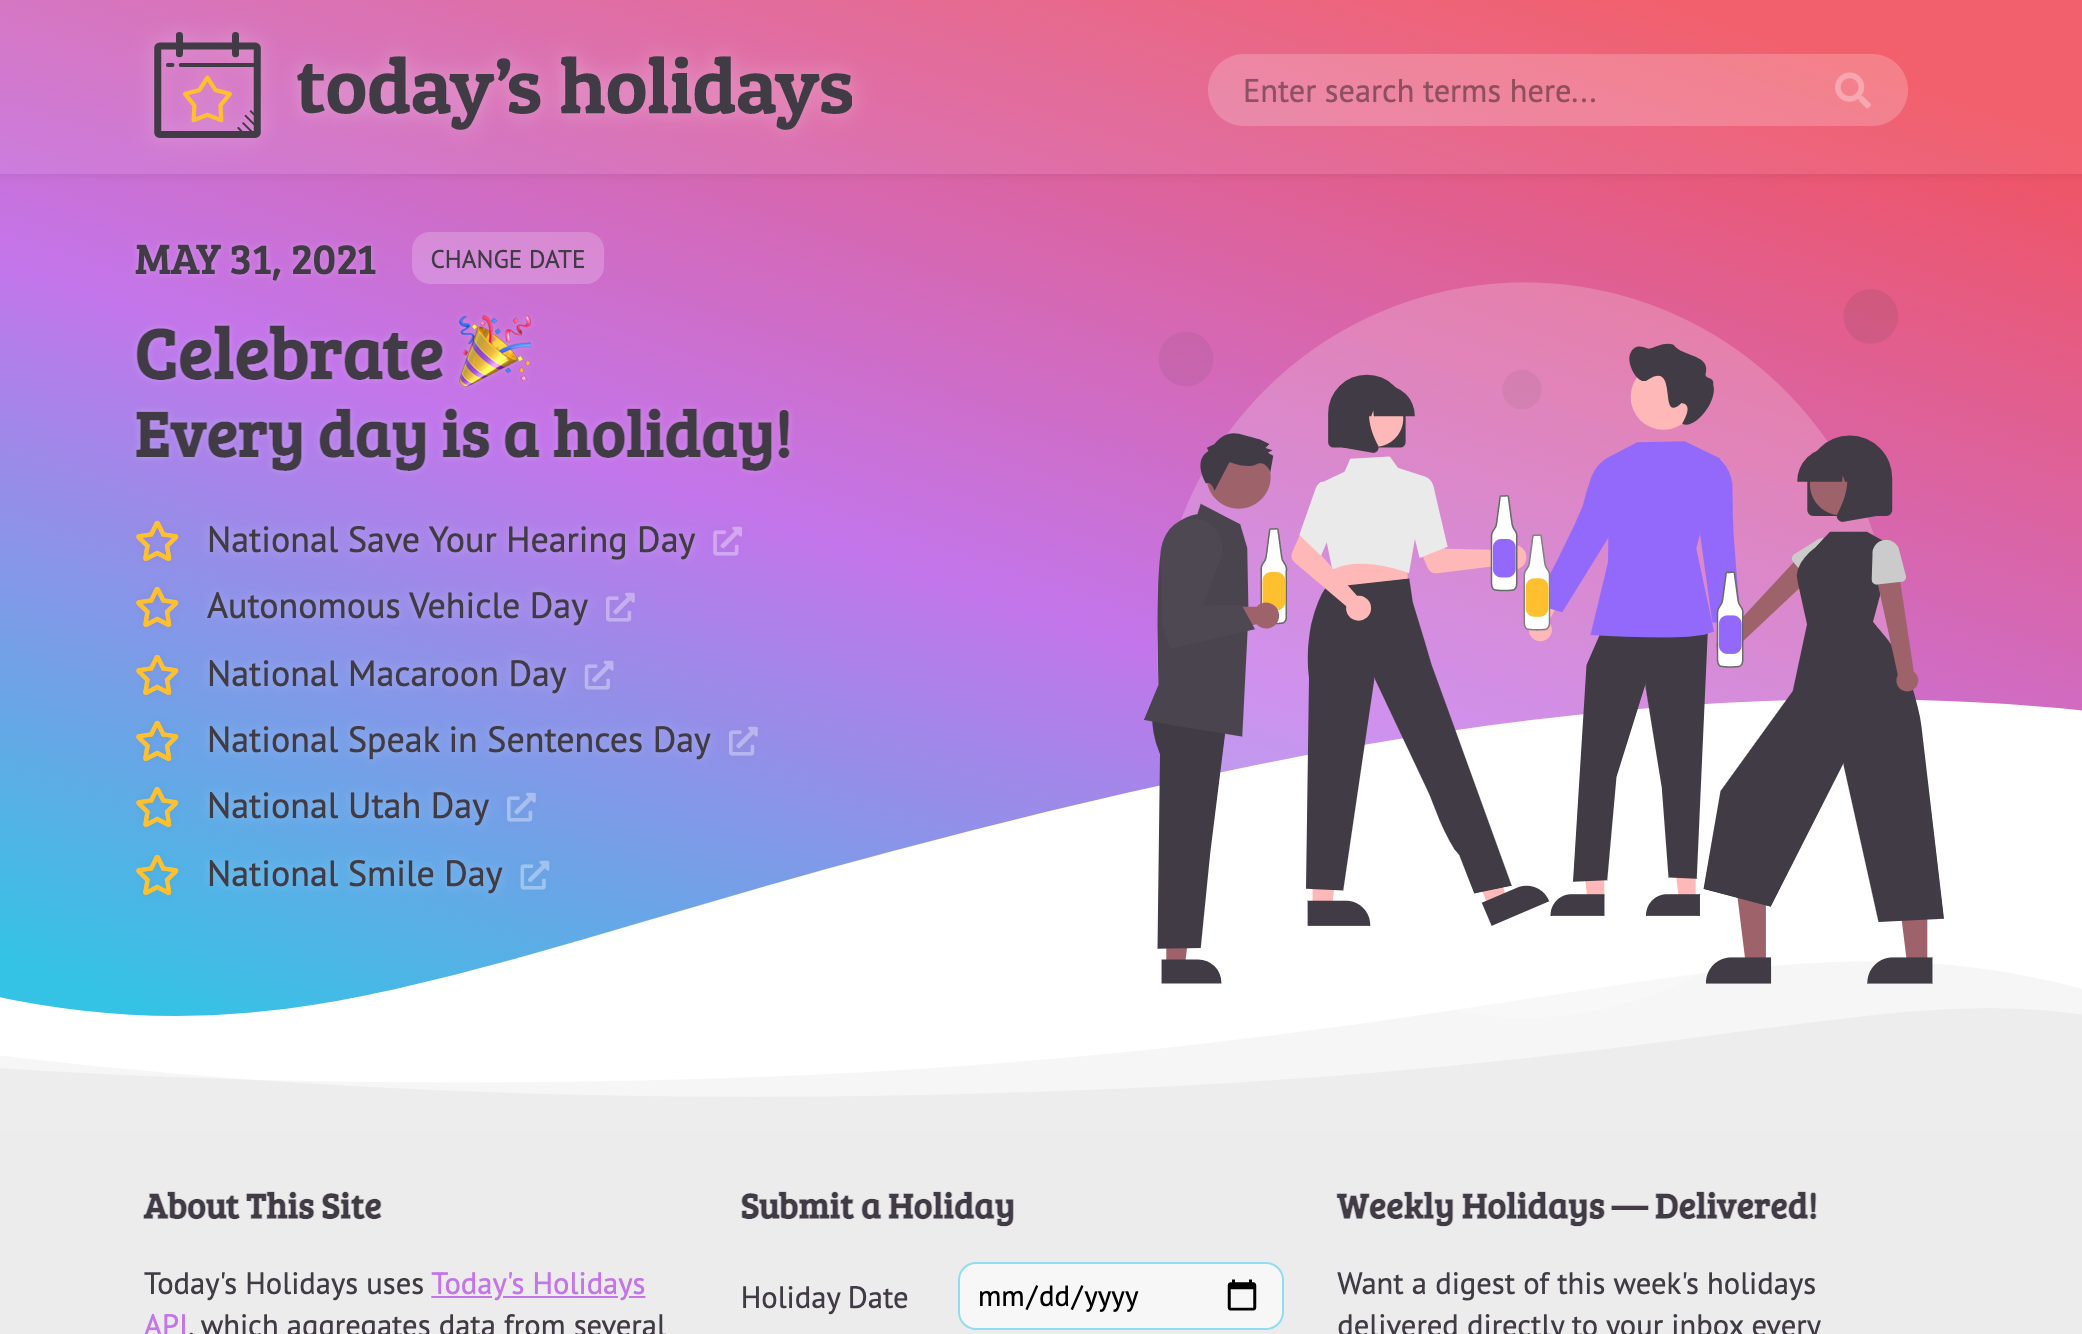 today's holidays
Enter search terms here...
MAY 31, 2021
CHANGE DATE
Celebrate 🎉
Every day is a holiday!
National Save Your Hearing Day
Autonomous Vehicle Day
National Macaroon Day
National Speak in Sentences Day
National Utah Day
National Smile Day
About This Site
Today's Holidays uses Today's Holidays
API, which aggregates data from several
Submit a Holiday
Holiday Date
mm/dd/yyyy
Weekly Holidays — Delivered!
Want a digest of this week's holidays
delivered directly to your inbox every